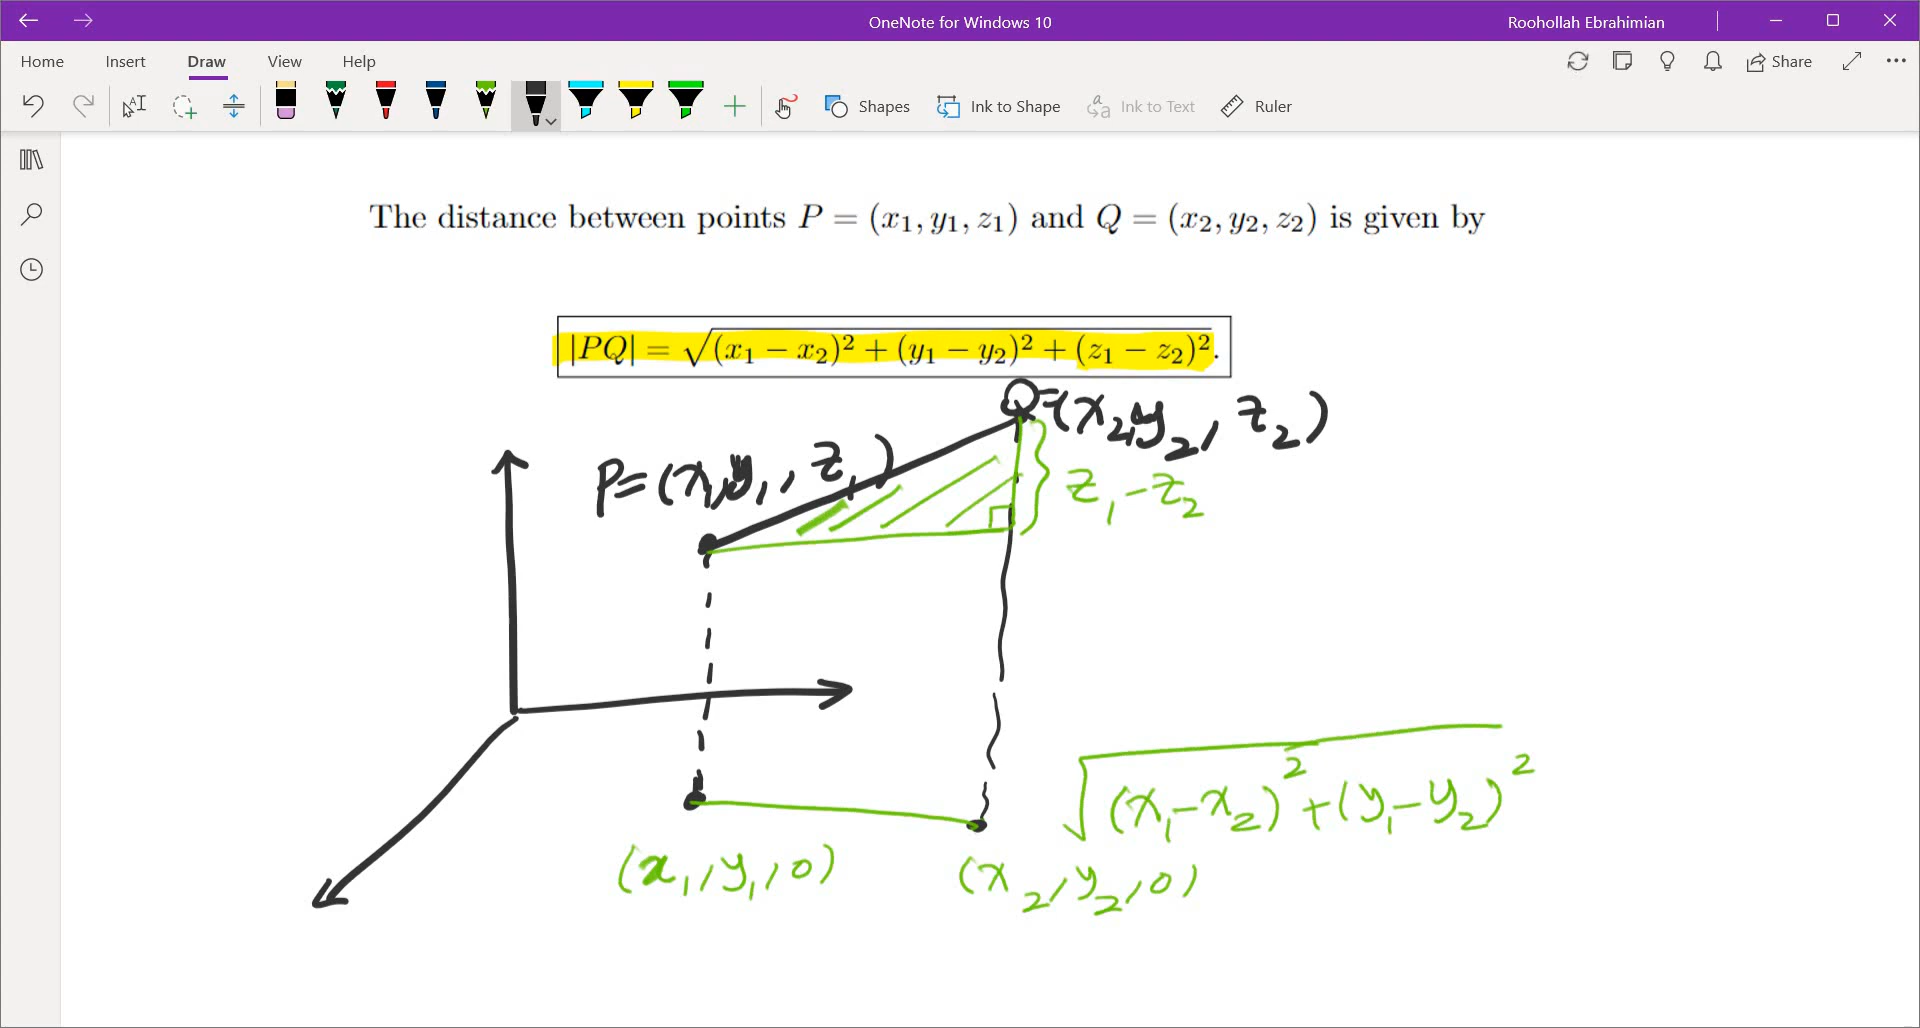 OneNote for Windows 10
Roohollah Ebrahimian
Home Insert Draw View Help
Share
Shapes Ink to Shape Ink to Text Ruler
The distance between points P = (x₁, y₁, z₁) and Q = (x₂, y₂, z₂) is given by
|PQ| = √((x₁ − x₂)² + (y₁ − y₂)² + (z₁ − z₂)²).
Q=(x₂,y₂,z₂)
P=(x₁,y₁,z₁)
z₁-z₂
√((x₁-x₂)²+(y₁-y₂)²)
(x₁,y₁,0)
(x₂,y₂,0)